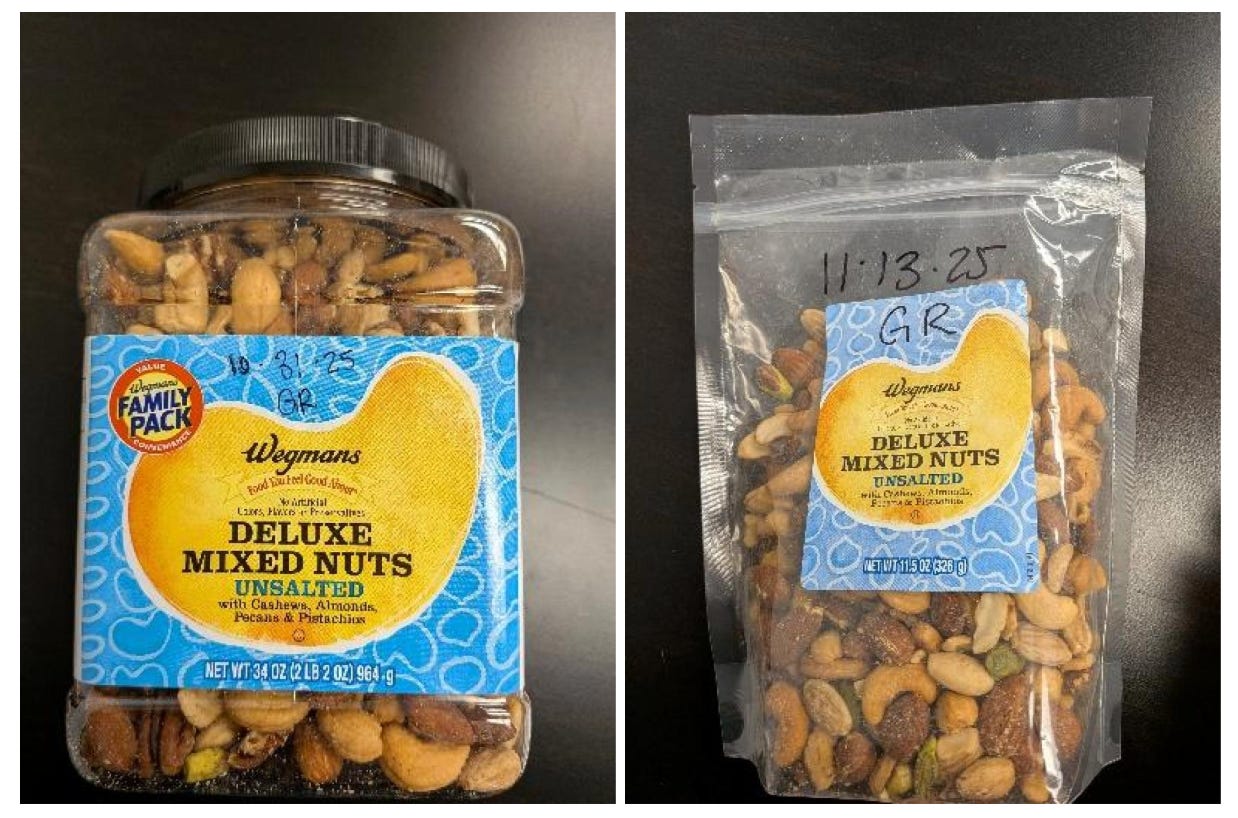 10-31-25
GR
VALUE
Wegmans
FAMILY
PACK
CONVENIENCE
Wegmans
Food You Feel Good About
No Artificial
Colors, Flavors or Preservatives
DELUXE
MIXED NUTS
UNSALTED
with Cashews, Almonds,
Pecans & Pistachios
NET WT 34 OZ (2 LB 2 OZ) 964 g
11·13·25
GR
Wegmans
DELUXE
MIXED NUTS
UNSALTED
with Cashews, Almonds,
Pecans & Pistachios
NET WT 11.5 OZ (326 g)